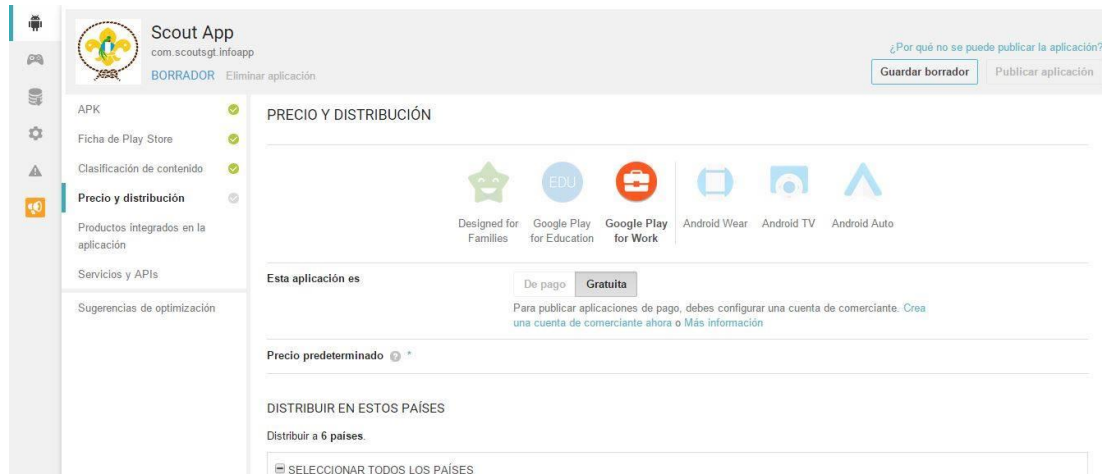 Scout App
com.scoutsgt.infoapp
BORRADOR Eliminar aplicación
¿Por qué no se puede publicar la aplicación?
Guardar borrador
Publicar aplicación
APK
Ficha de Play Store
Clasificación de contenido
Precio y distribución
Productos integrados en la
aplicación
Servicios y APIs
Sugerencias de optimización
PRECIO Y DISTRIBUCIÓN
Designed for
Families
EDU
Google Play
for Education
Google Play
for Work
Android Wear
Android TV
Android Auto
Esta aplicación es
De pago
Gratuita
Para publicar aplicaciones de pago, debes configurar una cuenta de comerciante. Crea
una cuenta de comerciante ahora o Más información
Precio predeterminado ? *
DISTRIBUIR EN ESTOS PAÍSES
Distribuir a 6 países.
SELECCIONAR TODOS LOS PAÍSES